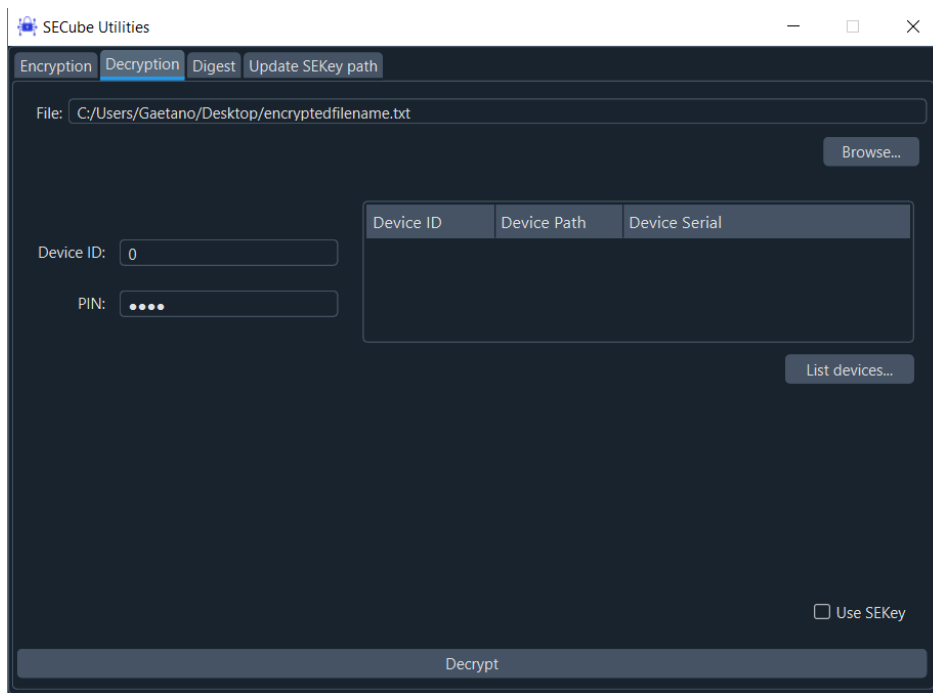 SECube Utilities
Encryption Decryption Digest Update SEKey path
File: C:/Users/Gaetano/Desktop/encryptedfilename.txt
Browse...
Device ID Device Path Device Serial
Device ID: 0
PIN: ●●●●
List devices...
Use SEKey
Decrypt